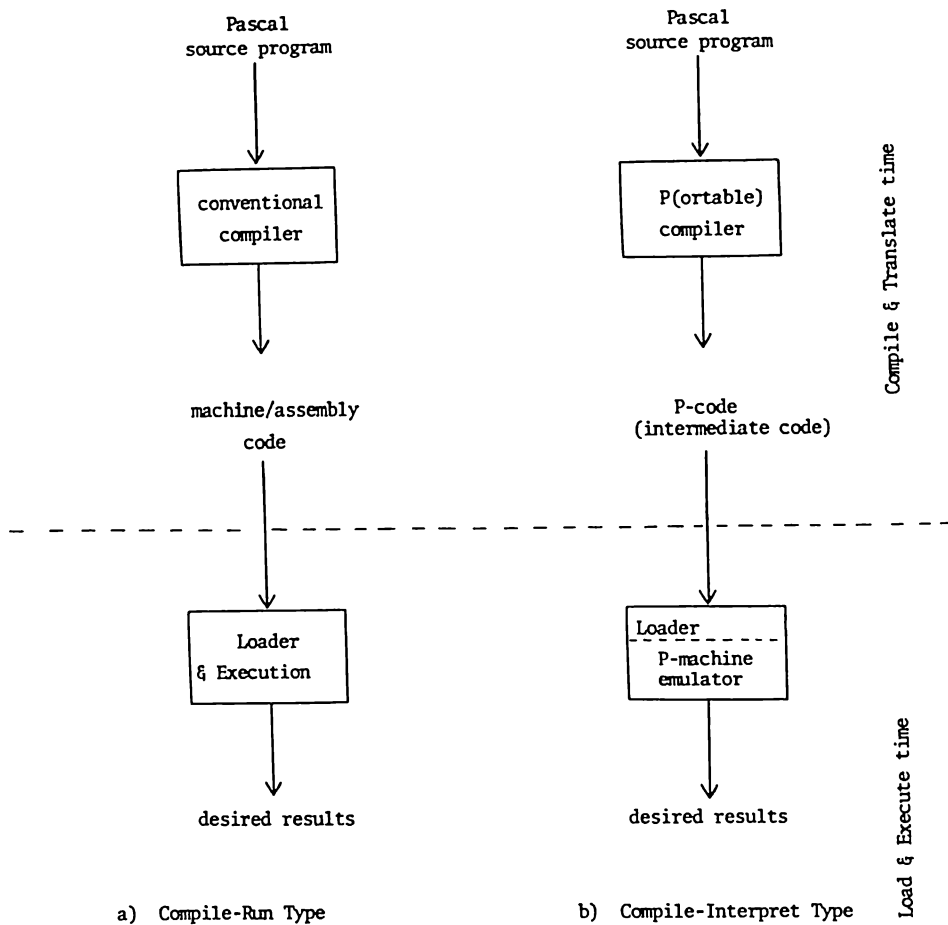 Pascal
source program
conventional
compiler
machine/assembly
code
Loader
& Execution
desired results
a) Compile-Run Type
Pascal
source program
P(ortable)
compiler
P-code
(intermediate code)
Loader
P-machine
emulator
desired results
b) Compile-Interpret Type
Compile & Translate time
Load & Execute time